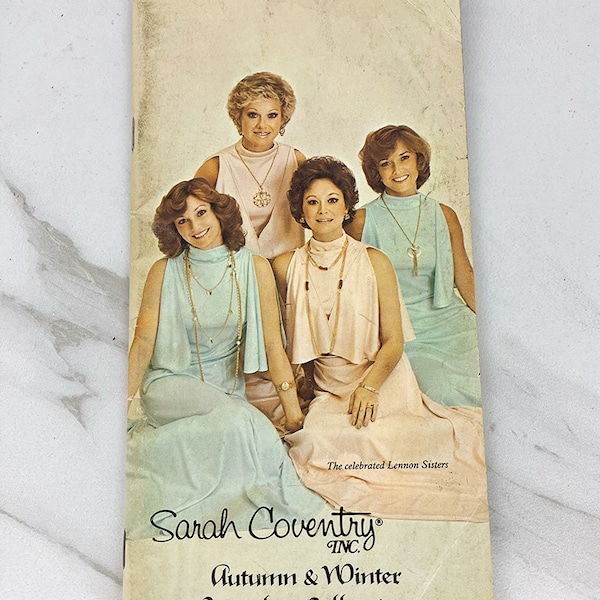 The celebrated Lennon Sisters
Sarah Coventry®
INC.
Autumn & Winter